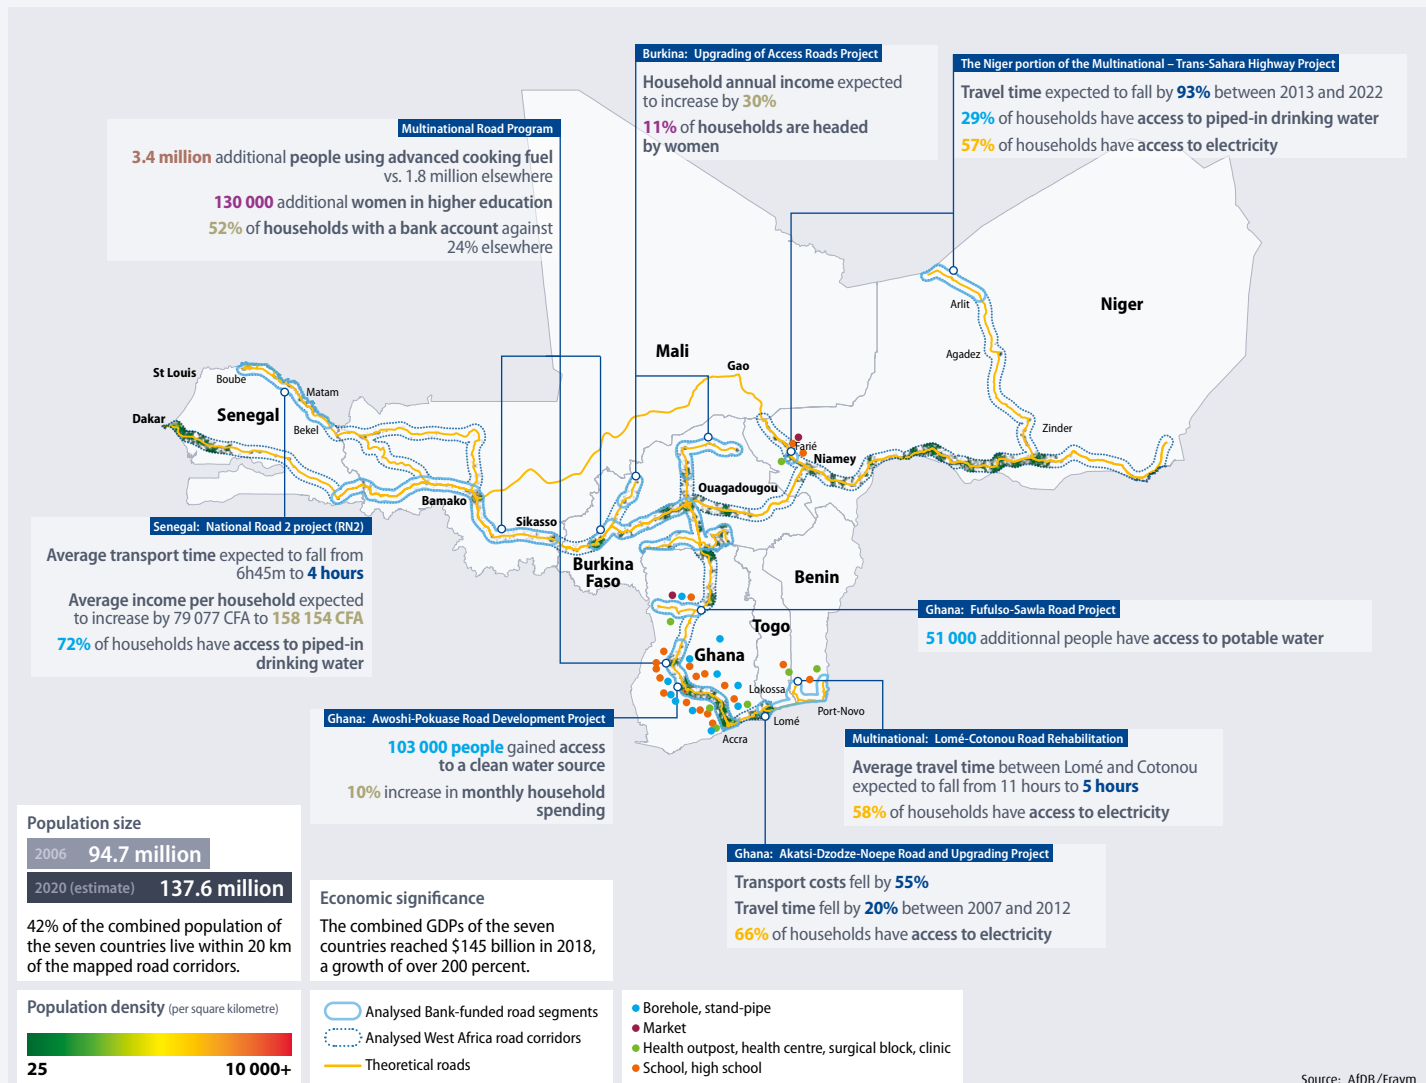 Burkina: Upgrading of Access Roads Project
Household annual income expected
to increase by 30%
11% of households are headed
by women
The Niger portion of the Multinational – Trans-Sahara Highway Project
Travel time expected to fall by 93% between 2013 and 2022
29% of households have access to piped-in drinking water
57% of households have access to electricity
Multinational Road Program
3.4 million additional people using advanced cooking fuel
vs. 1.8 million elsewhere
130 000 additional women in higher education
52% of households with a bank account against
24% elsewhere
Niger
Arlit
Agadez
Zinder
Mali
Gao
St Louis
Boube
Matam
Dakar
Senegal
Bekel
Farié
Niamey
Bamako
Ouagadougou
Sikasso
Burkina
Faso
Benin
Togo
Ghana
Lokossa
Port-Novo
Lomé
Accra
Senegal: National Road 2 project (RN2)
Average transport time expected to fall from
6h45m to 4 hours
Average income per household expected
to increase by 79 077 CFA to 158 154 CFA
72% of households have access to piped-in
drinking water
Ghana: Fufulso-Sawla Road Project
51 000 additionnal people have access to potable water
Ghana: Awoshi-Pokuase Road Development Project
103 000 people gained access
to a clean water source
10% increase in monthly household
spending
Multinational: Lomé-Cotonou Road Rehabilitation
Average travel time between Lomé and Cotonou
expected to fall from 11 hours to 5 hours
58% of households have access to electricity
Ghana: Akatsi-Dzodze-Noepe Road and Upgrading Project
Transport costs fell by 55%
Travel time fell by 20% between 2007 and 2012
66% of households have access to electricity
Population size
2006 94.7 million
2020 (estimate) 137.6 million
42% of the combined population of
the seven countries live within 20 km
of the mapped road corridors.
Economic significance
The combined GDPs of the seven
countries reached $145 billion in 2018,
a growth of over 200 percent.
Population density (per square kilometre)
25 10 000+
Analysed Bank-funded road segments
Analysed West Africa road corridors
Theoretical roads
Borehole, stand-pipe
Market
Health outpost, health centre, surgical block, clinic
School, high school
Source: AfDB/Fraym